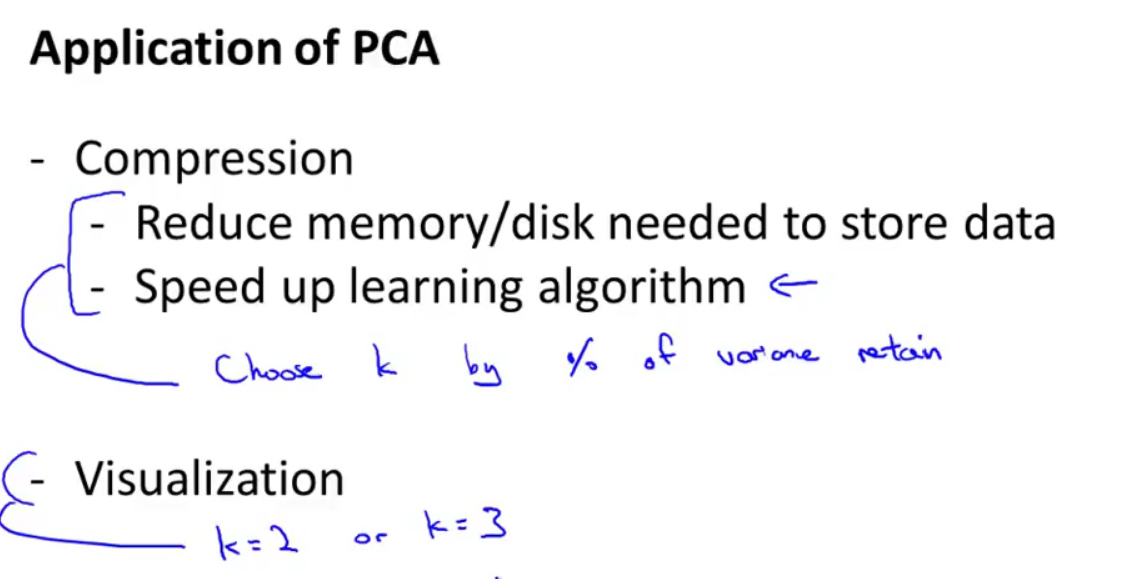 Application of PCA
- Compression
- Reduce memory/disk needed to store data
- Speed up learning algorithm ←
Choose k by % of variance retain
- Visualization
k=2 or k=3